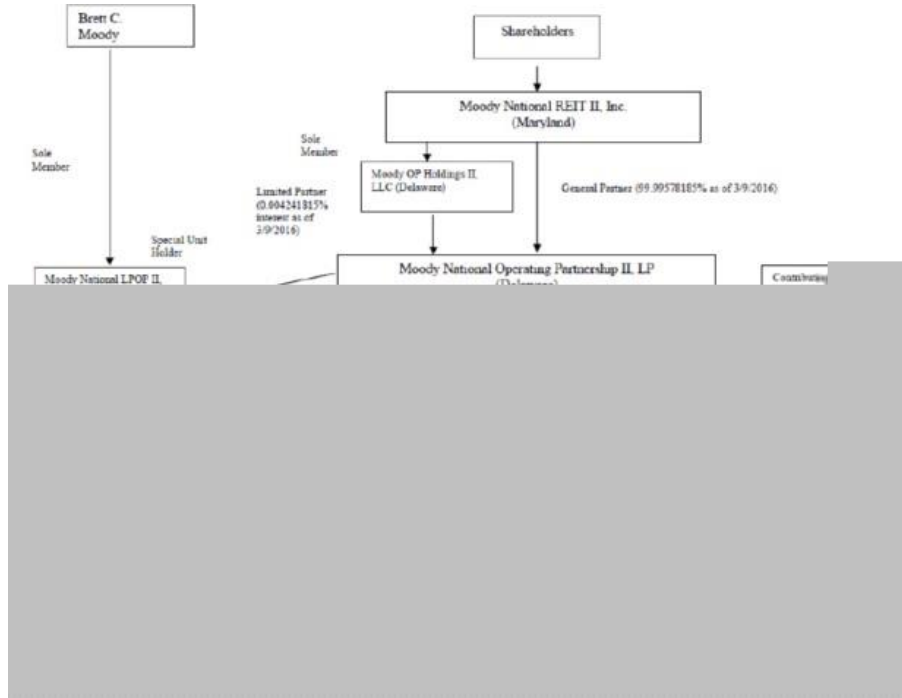 Brett C.
Moody
Shareholders
Moody National REIT II, Inc.
(Maryland)
Sole
Member
Sole
Member
Moody OP Holdings II,
LLC (Delaware)
Limited Partner
(0.004241815%
interest as of
3/9/2016)
General Partner (99.99578185% as of 3/9/2016)
Special Unit
Holder
Moody National LPOP II,
Moody National Operating Partnership II, LP